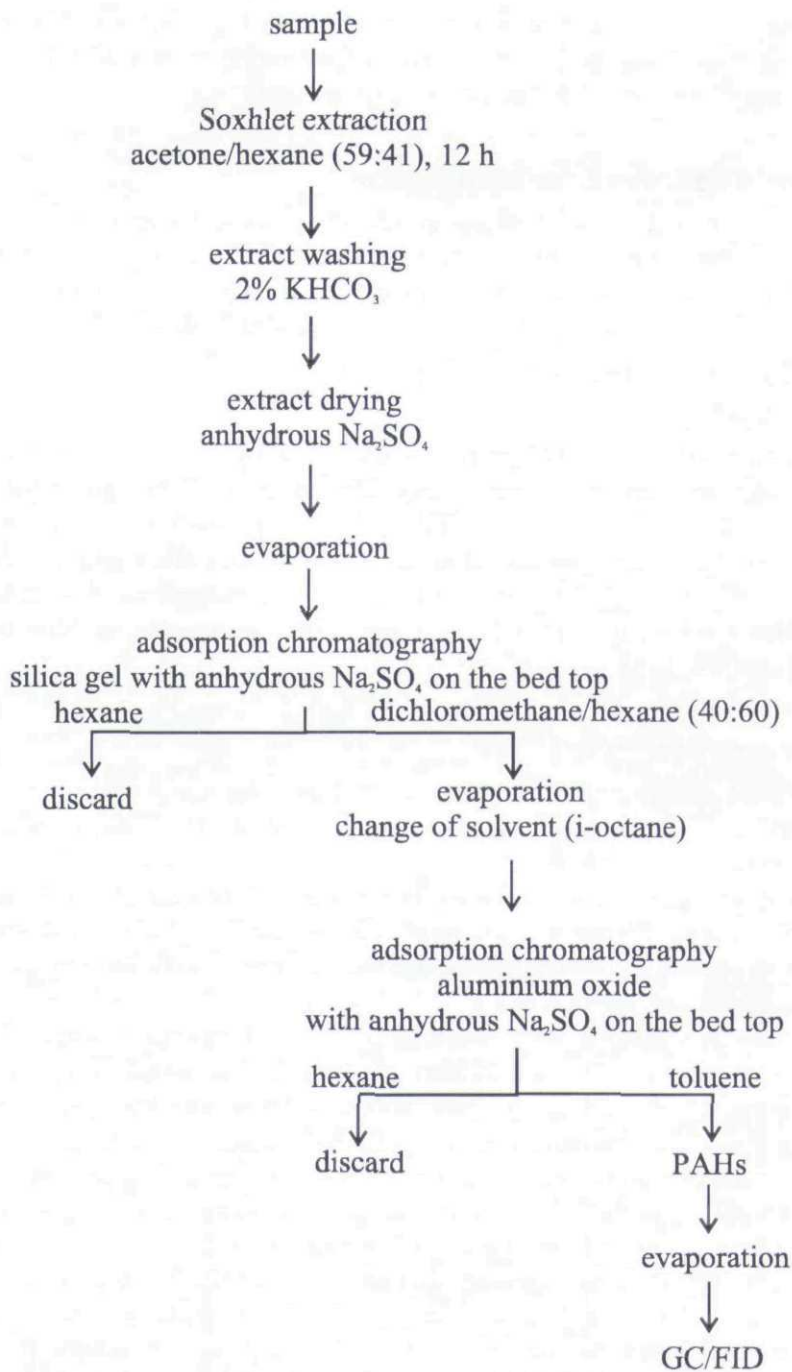 sample
Soxhlet extraction
acetone/hexane (59:41), 12 h
extract washing
2% KHCO₃
extract drying
anhydrous Na₂SO₄
evaporation
adsorption chromatography
silica gel with anhydrous Na₂SO₄ on the bed top
hexane dichloromethane/hexane (40:60)
discard
evaporation
change of solvent (i-octane)
adsorption chromatography
aluminium oxide
with anhydrous Na₂SO₄ on the bed top
hexane toluene
discard PAHs
evaporation
GC/FID